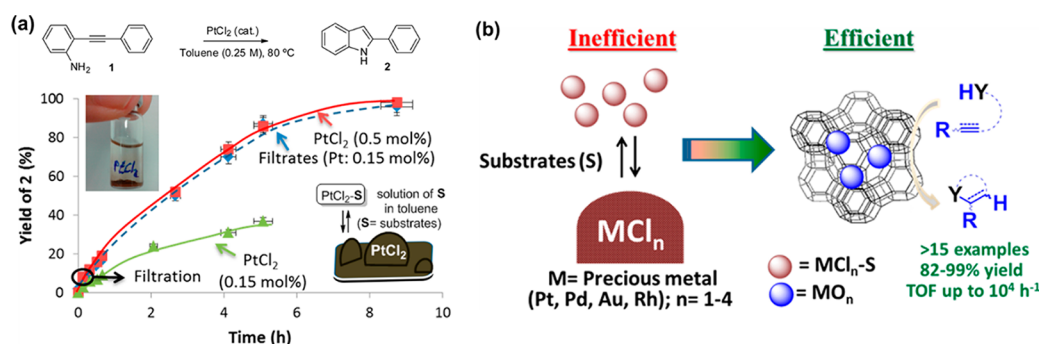 (a)
PtCl₂ (cat.)
Toluene (0.25 M), 80 ºC
NH₂
1
N
H
2
Yield of 2 (%)
100
80
60
40
20
0
PtCl₂
PtCl₂ (0.5 mol%)
Filtrates (Pt: 0.15 mol%)
PtCl₂-S
solution of S
in toluene
(S= substrates)
PtCl₂
PtCl₂
(0.15 mol%)
Filtration
0
2
4
6
8
10
Time (h)
(b)
Inefficient
Substrates (S)
MClₙ
M= Precious metal
(Pt, Pd, Au, Rh); n= 1-4
Efficient
HY
R
Y
H
R
= MClₙ-S
= MOₙ
>15 examples
82-99% yield
TOF up to 10⁴ h⁻¹